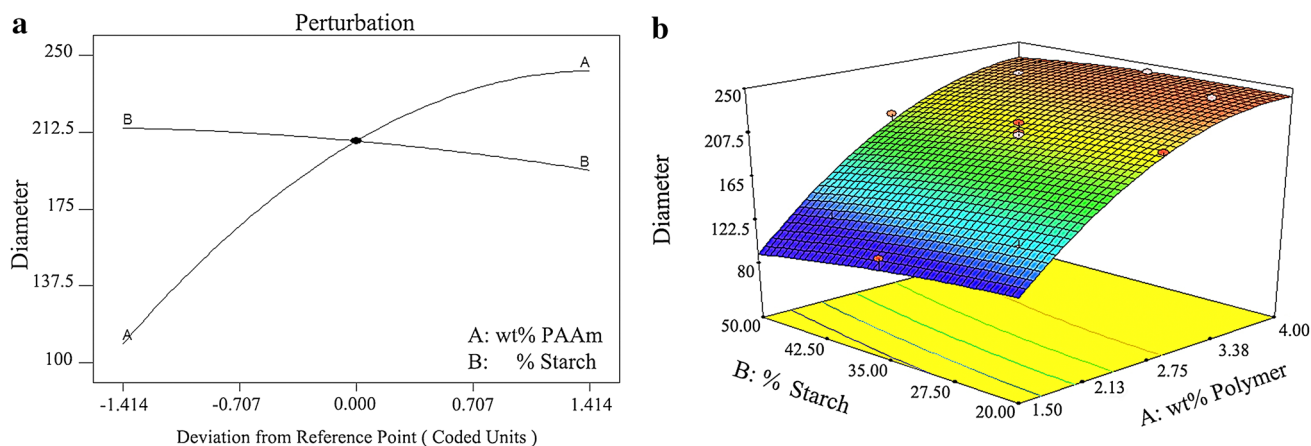 a
Perturbation
250
212.5
175
137.5
100
Diameter
A
B
B
A
A: wt% PAAm
B: % Starch
-1.414
-0.707
0.000
0.707
1.414
Deviation from Reference Point ( Coded Units )
b
250
207.5
165
122.5
80
Diameter
50.00
42.50
35.00
27.50
20.00
B: % Starch
1.50
2.13
2.75
3.38
4.00
A: wt% Polymer